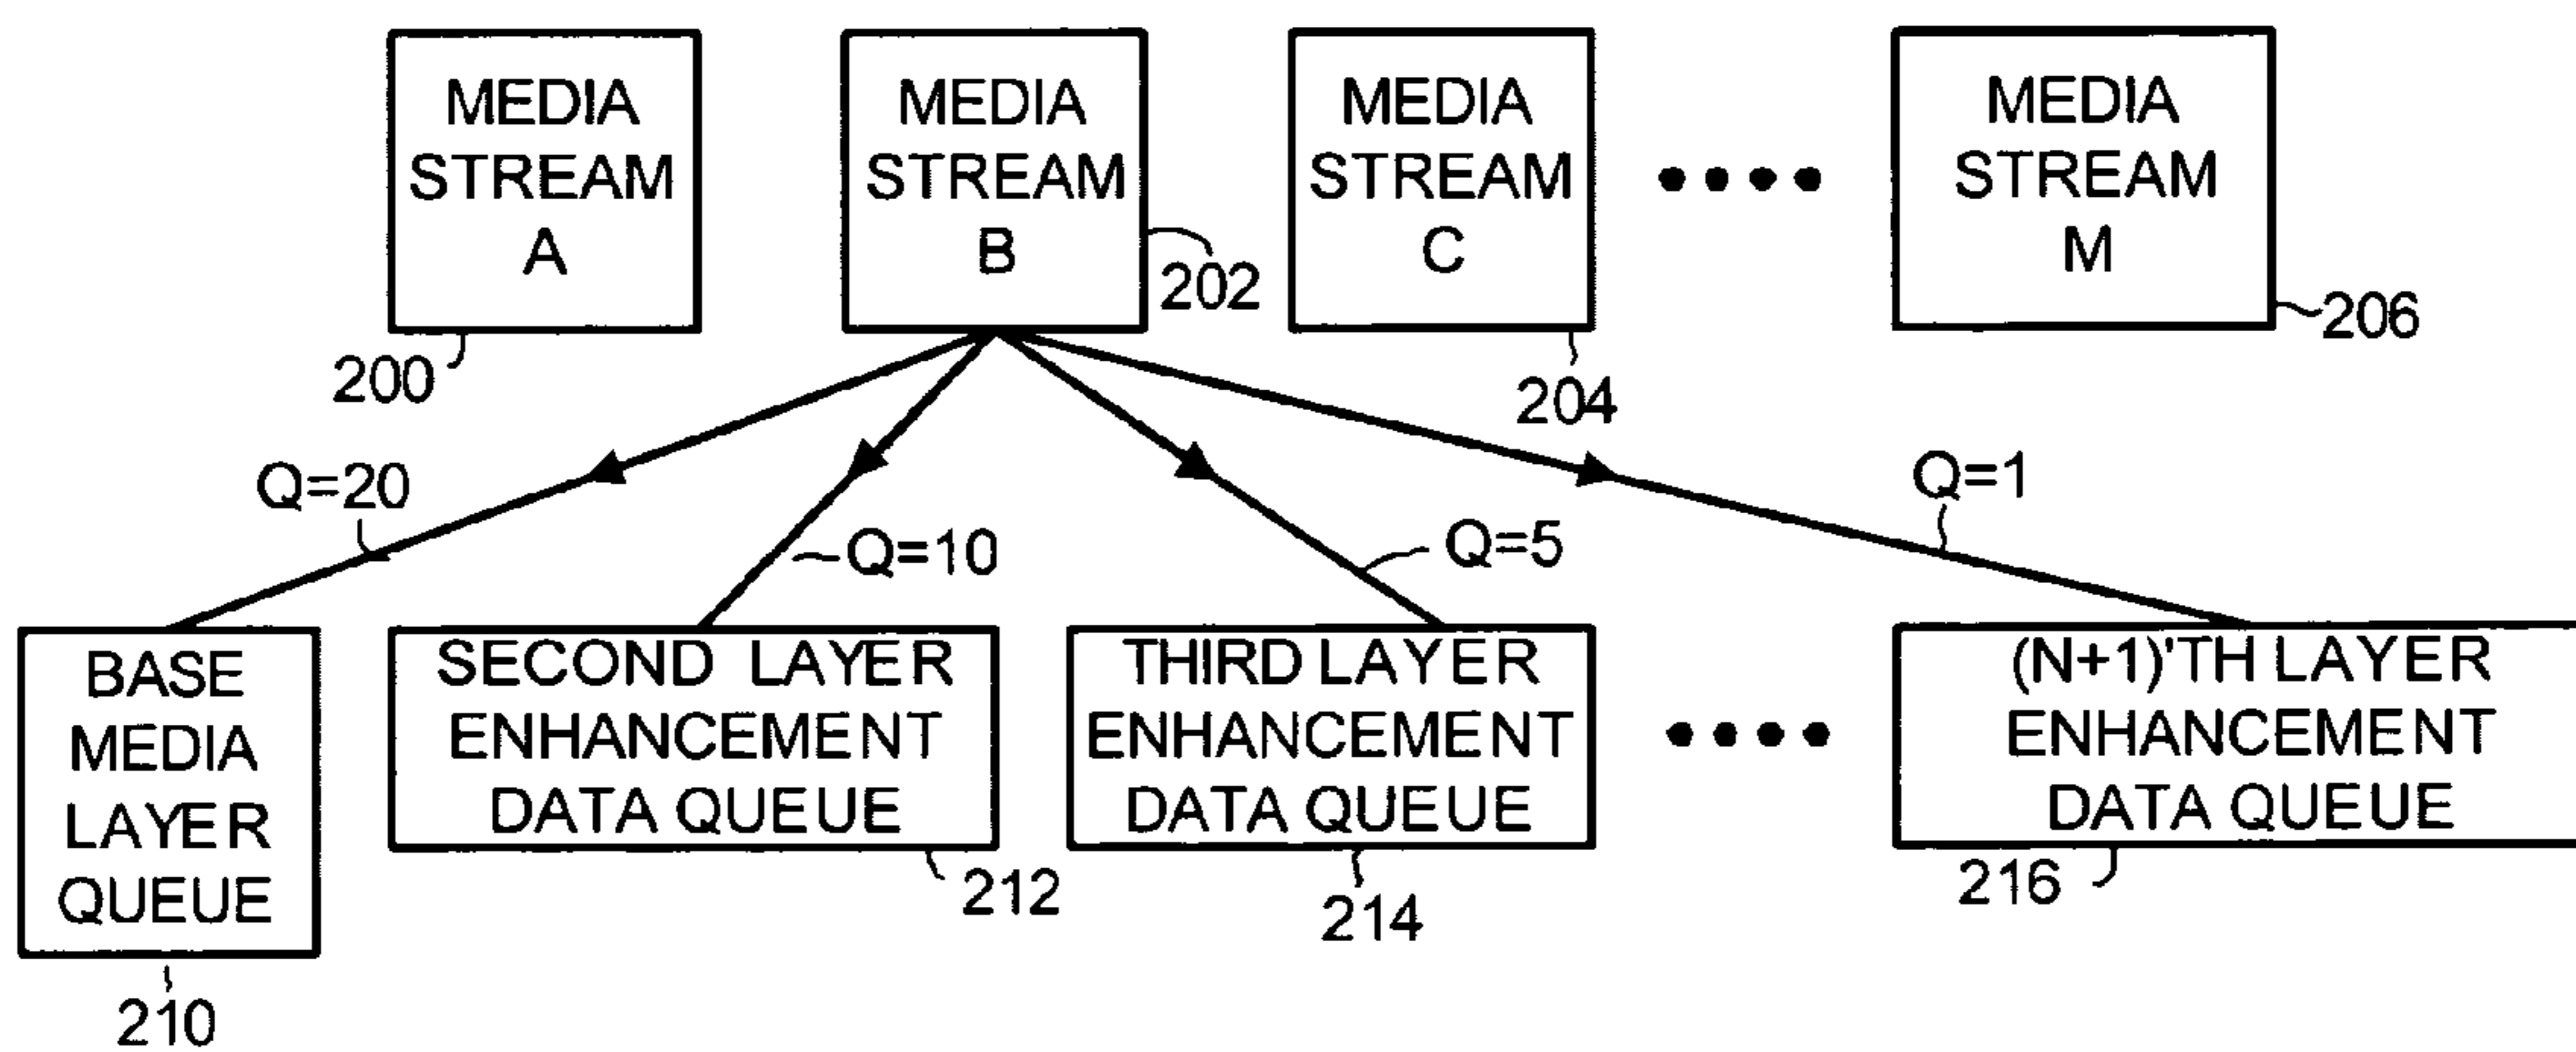 MEDIA
STREAM
A
200
MEDIA
STREAM
B
202
MEDIA
STREAM
C
204
MEDIA
STREAM
M
206
Q=20
Q=10
Q=5
Q=1
BASE
MEDIA
LAYER
QUEUE
210
SECOND LAYER
ENHANCEMENT
DATA QUEUE
212
THIRD LAYER
ENHANCEMENT
DATA QUEUE
214
(N+1)'TH LAYER
ENHANCEMENT
DATA QUEUE
216